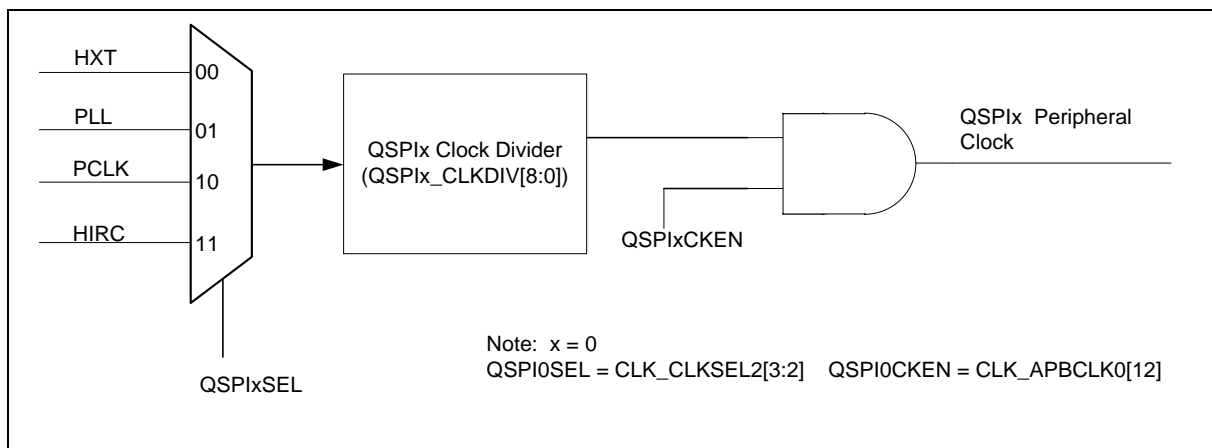 HXT
00
PLL
01
PCLK
10
HIRC
11
QSPIxSEL
QSPIx Clock Divider
(QSPIx_CLKDIV[8:0])
QSPIxCKEN
QSPIx Peripheral
Clock
Note: x = 0
QSPI0SEL = CLK_CLKSEL2[3:2] QSPI0CKEN = CLK_APBCLK0[12]